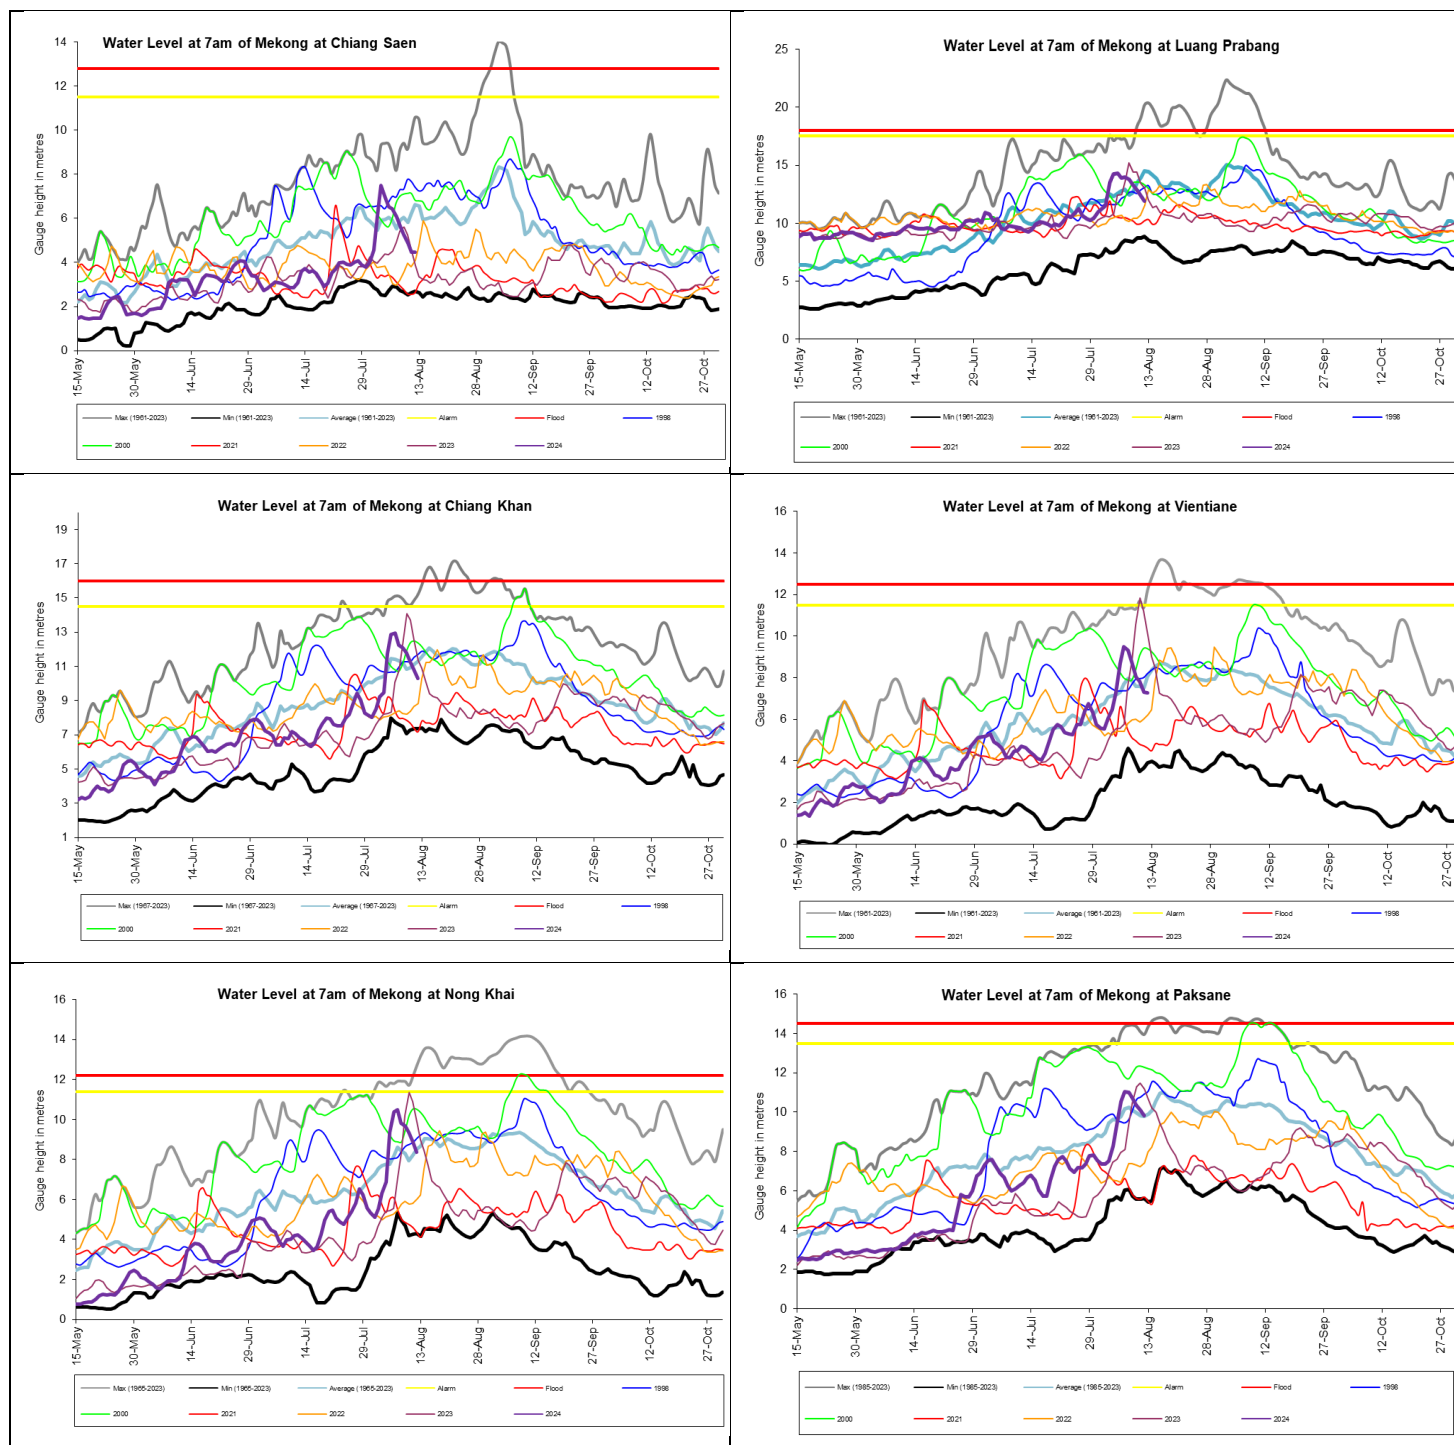 Water Level at 7am of Mekong at Chiang Saen
Gauge height in metres
14
12
10
8
6
4
2
0
15-May
30-May
14-Jun
29-Jun
14-Jul
29-Jul
13-Aug
28-Aug
12-Sep
27-Sep
12-Oct
27-Oct
Max (1961-2023)
Min (1961-2023)
Average (1961-2023)
Alarm
Flood
1998
2000
2021
2022
2023
2024
Water Level at 7am of Mekong at Luang Prabang
Gauge height in metres
25
20
15
10
5
0
15-May
30-May
14-Jun
29-Jun
14-Jul
29-Jul
13-Aug
28-Aug
12-Sep
27-Sep
12-Oct
27-Oct
Max (1961-2023)
Min (1961-2023)
Average (1961-2023)
Alarm
Flood
1998
2000
2021
2022
2023
2024
Water Level at 7am of Mekong at Chiang Khan
Gauge height in metres
19
17
15
13
11
9
7
5
3
1
15-May
30-May
14-Jun
29-Jun
14-Jul
29-Jul
13-Aug
28-Aug
12-Sep
27-Sep
12-Oct
27-Oct
Max (1967-2023)
Min (1967-2023)
Average (1967-2023)
Alarm
Flood
1998
2000
2021
2022
2023
2024
Water Level at 7am of Mekong at Vientiane
Gauge height in metres
16
14
12
10
8
6
4
2
0
15-May
30-May
14-Jun
29-Jun
14-Jul
29-Jul
13-Aug
28-Aug
12-Sep
27-Sep
12-Oct
27-Oct
Max (1961-2023)
Min (1961-2023)
Average (1961-2023)
Alarm
Flood
1998
2000
2021
2022
2023
2024
Water Level at 7am of Mekong at Nong Khai
Gauge height in metres
16
14
12
10
8
6
4
2
0
15-May
30-May
14-Jun
29-Jun
14-Jul
29-Jul
13-Aug
28-Aug
12-Sep
27-Sep
12-Oct
27-Oct
Max (1965-2023)
Min (1965-2023)
Average (1965-2023)
Alarm
Flood
1998
2000
2021
2022
2023
2024
Water Level at 7am of Mekong at Paksane
Gauge height in metres
16
14
12
10
8
6
4
2
0
15-May
30-May
14-Jun
29-Jun
14-Jul
29-Jul
13-Aug
28-Aug
12-Sep
27-Sep
12-Oct
27-Oct
Max (1985-2023)
Min (1985-2023)
Average (1985-2023)
Alarm
Flood
1998
2000
2021
2022
2023
2024